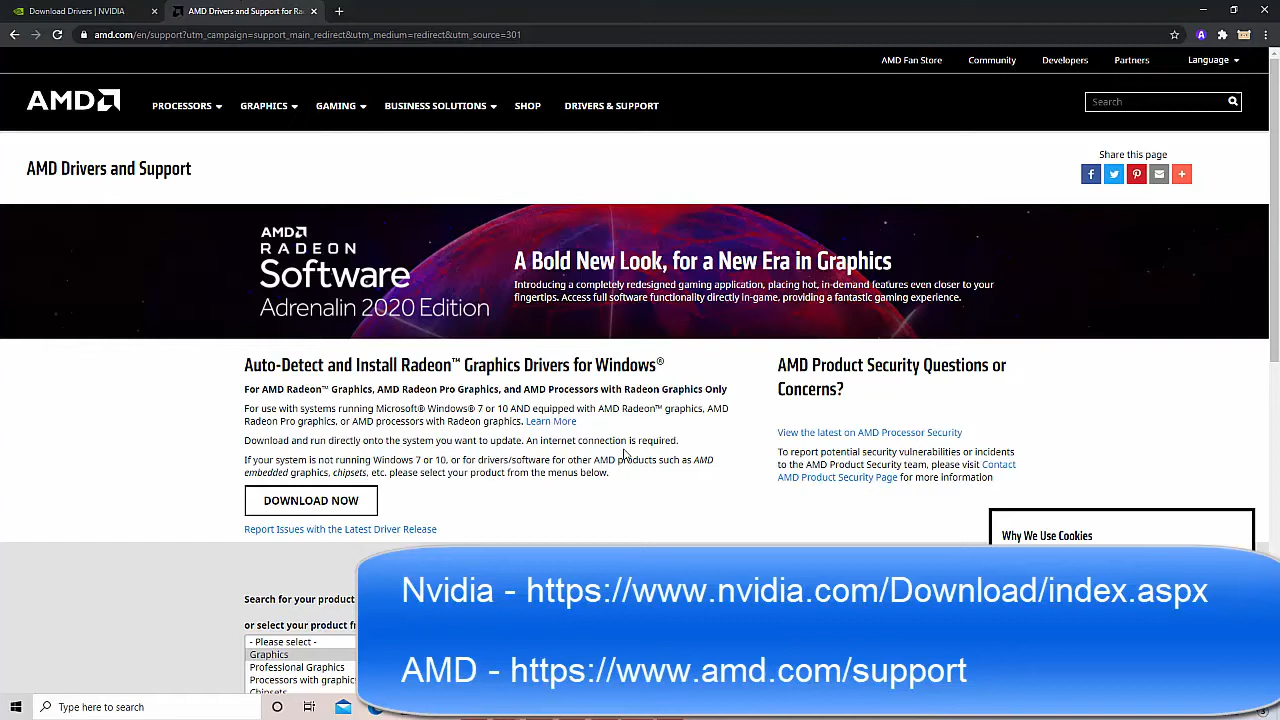 Download Drivers | NVIDIA
AMD Drivers and Support for Ra
amd.com/en/support?utm_campaign=support_main_redirect&utm_medium=redirect&utm_source=301
AMD Fan Store Community Developers Partners Language
AMD PROCESSORS GRAPHICS GAMING BUSINESS SOLUTIONS SHOP DRIVERS & SUPPORT Search
AMD Drivers and Support
Share this page
AMD
RADEON
Software
Adrenalin 2020 Edition
A Bold New Look, for a New Era in Graphics
Introducing a completely redesigned gaming application, placing hot, in-demand features even closer to your
fingertips. Access full software functionality directly in-game, providing a fantastic gaming experience.
Auto-Detect and Install Radeon™ Graphics Drivers for Windows®
For AMD Radeon™ Graphics, AMD Radeon Pro Graphics, and AMD Processors with Radeon Graphics Only
For use with systems running Microsoft® Windows® 7 or 10 AND equipped with AMD Radeon™ graphics, AMD
Radeon Pro graphics, or AMD processors with Radeon graphics. Learn More
Download and run directly onto the system you want to update. An internet connection is required.
If your system is not running Windows 7 or 10, or for drivers/software for other AMD products such as AMD
embedded graphics, chipsets, etc. please select your product from the menus below.
DOWNLOAD NOW
Report Issues with the Latest Driver Release
AMD Product Security Questions or
Concerns?
View the latest on AMD Processor Security
To report potential security vulnerabilities or incidents
to the AMD Product Security team, please visit Contact
AMD Product Security Page for more information
Why We Use Cookies
Search for your product
or select your product fr
- Please select -
Graphics
Professional Graphics
Processors with graphic
Chipsets
Nvidia - https://www.nvidia.com/Download/index.aspx
AMD - https://www.amd.com/support
Type here to search